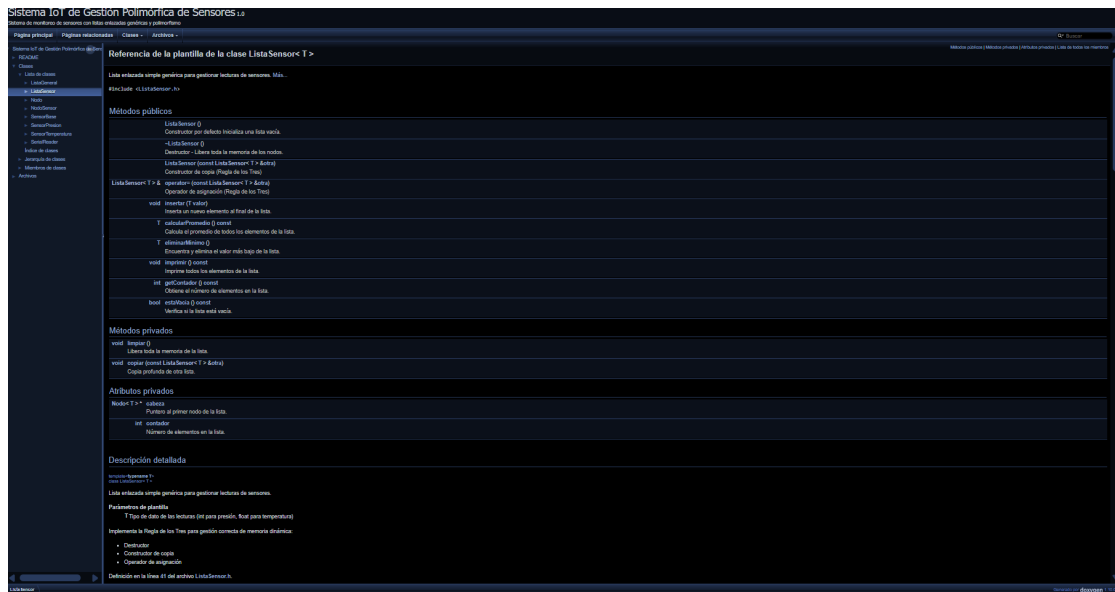 Sistema IoT de Gestión Polimórfica de Sensores 1.0
Sistema de monitoreo de sensores con listas enlazadas genéricas y polimorfismo
Página principal Páginas relacionadas Clases Archivos
Buscar
Sistema IoT de Gestión Polimórfica de Sen
README
Clases
Lista de clases
ListaGeneral
ListaSensor
Nodo
NodoSensor
SensorBase
SensorPresion
SensorTemperatura
SerialReader
Índice de clases
Jerarquía de clases
Miembros de clases
Archivos
Métodos públicos | Métodos privados | Atributos privados | Lista de todos los miembros
Referencia de la plantilla de la clase ListaSensor< T >
Lista enlazada simple genérica para gestionar lecturas de sensores. Más...
#include <ListaSensor.h>
Métodos públicos
ListaSensor ()
Constructor por defecto Inicializa una lista vacía.
~ListaSensor ()
Destructor - Libera toda la memoria de los nodos.
ListaSensor (const ListaSensor< T > &otra)
Constructor de copia (Regla de los Tres)
ListaSensor< T > & operator= (const ListaSensor< T > &otra)
Operador de asignación (Regla de los Tres)
void insertar (T valor)
Inserta un nuevo elemento al final de la lista.
T calcularPromedio () const
Calcula el promedio de todos los elementos de la lista.
T eliminarMinimo ()
Encuentra y elimina el valor más bajo de la lista.
void imprimir () const
Imprime todos los elementos de la lista.
int getContador () const
Obtiene el número de elementos en la lista.
bool estaVacia () const
Verifica si la lista está vacía.
Métodos privados
void limpiar ()
Libera toda la memoria de la lista.
void copiar (const ListaSensor< T > &otra)
Copia profunda de otra lista.
Atributos privados
Nodo< T > * cabeza
Puntero al primer nodo de la lista.
int contador
Número de elementos en la lista.
Descripción detallada
template<typename T>
class ListaSensor< T >
Lista enlazada simple genérica para gestionar lecturas de sensores.
Parámetros de plantilla
T Tipo de dato de las lecturas (int para presión, float para temperatura)
Implementa la Regla de los Tres para gestión correcta de memoria dinámica:
Destructor
Constructor de copia
Operador de asignación
Definición en la línea 41 del archivo ListaSensor.h.
ListaSensor
Generado por doxygen